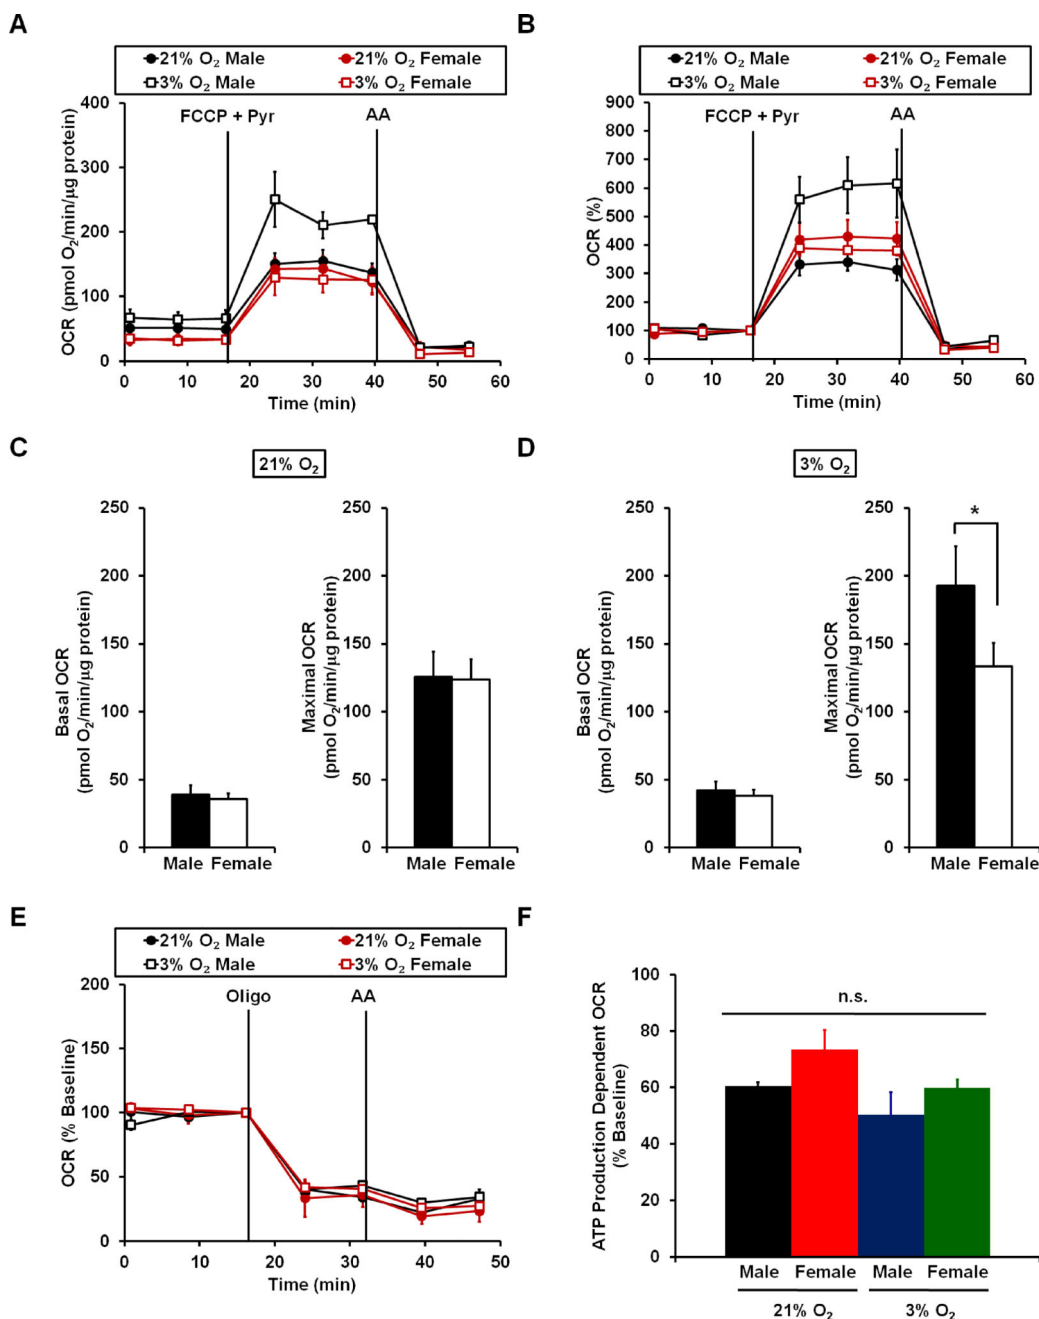 A
21% O₂ Male 21% O₂ Female
3% O₂ Male 3% O₂ Female
400
300
200
100
0
FCCP + Pyr AA
OCR (pmol O₂/min/µg protein)
0 10 20 30 40 50 60
Time (min)
B
21% O₂ Male 21% O₂ Female
3% O₂ Male 3% O₂ Female
900
800
700
600
500
400
300
200
100
0
FCCP + Pyr AA
OCR (%)
0 10 20 30 40 50 60
Time (min)
C
21% O₂
250
200
150
100
50
0
Basal OCR
(pmol O₂/min/µg protein)
Male Female
250
200
150
100
50
0
Maximal OCR
(pmol O₂/min/µg protein)
Male Female
D
3% O₂
250
200
150
100
50
0
Basal OCR
(pmol O₂/min/µg protein)
Male Female
250
200
150
100
50
0
Maximal OCR
(pmol O₂/min/µg protein)
*
Male Female
E
21% O₂ Male 21% O₂ Female
3% O₂ Male 3% O₂ Female
200
150
100
50
0
Oligo AA
OCR (% Baseline)
0 10 20 30 40 50
Time (min)
F
100
80
60
40
20
0
n.s.
ATP Production Dependent OCR
(% Baseline)
Male Female Male Female
21% O₂ 3% O₂